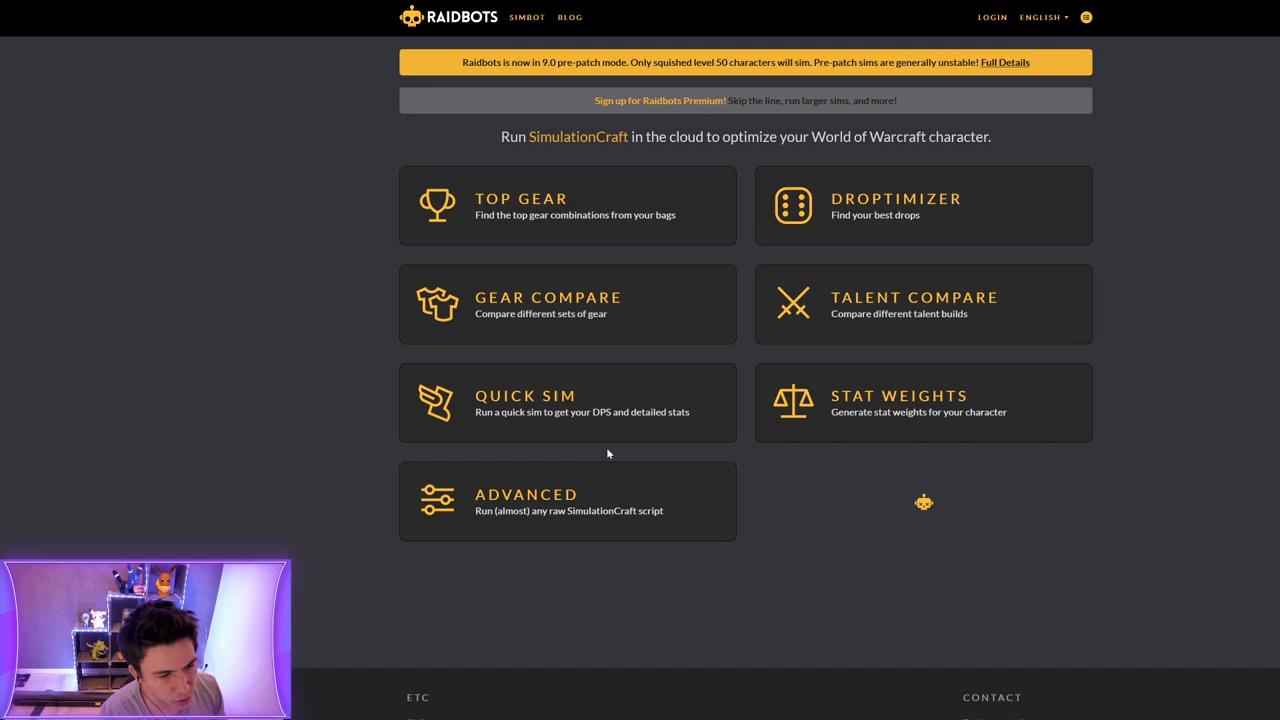 RAIDBOTS SIMBOT BLOG LOGIN ENGLISH
Raidbots is now in 9.0 pre-patch mode. Only squished level 50 characters will sim. Pre-patch sims are generally unstable! Full Details
Sign up for Raidbots Premium! Skip the line, run larger sims, and more!
Run SimulationCraft in the cloud to optimize your World of Warcraft character.
TOP GEAR
Find the top gear combinations from your bags
DROPTIMIZER
Find your best drops
GEAR COMPARE
Compare different sets of gear
TALENT COMPARE
Compare different talent builds
QUICK SIM
Run a quick sim to get your DPS and detailed stats
STAT WEIGHTS
Generate stat weights for your character
ADVANCED
Run (almost) any raw SimulationCraft script
ETC
CONTACT